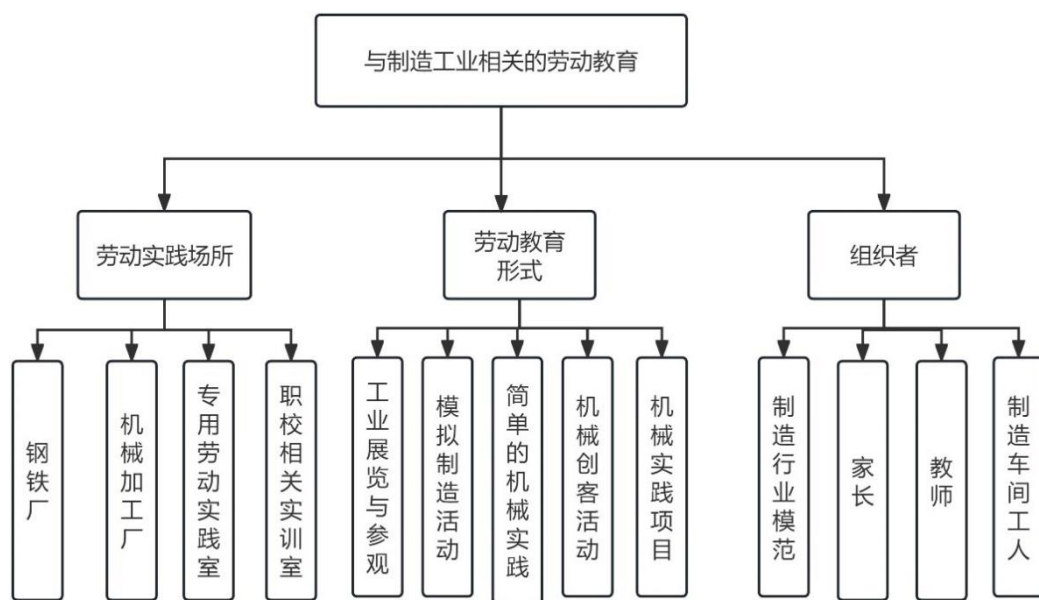 与制造工业相关的劳动教育
劳动实践场所
劳动教育
形式
组织者
钢铁厂
机械加工厂
专用劳动实践室
职校相关实训室
工业展览与参观
模拟制造活动
简单的机械实践
机械创客活动
机械实践项目
制造行业模范
家长
教师
制造车间工人